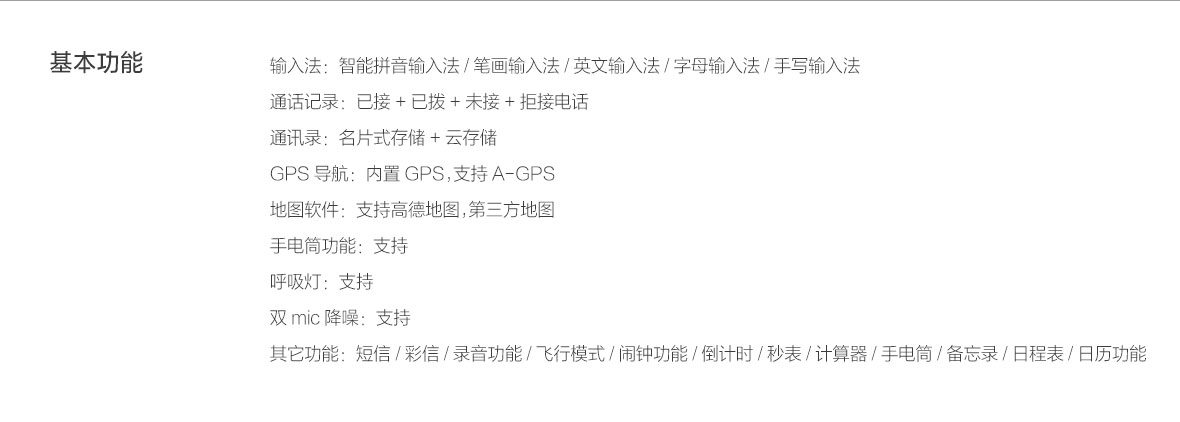 基本功能
输入法：智能拼音输入法 / 笔画输入法 / 英文输入法 / 字母输入法 / 手写输入法
通话记录：已接 + 已拨 + 未接 + 拒接电话
通讯录：名片式存储 + 云存储
GPS 导航：内置 GPS,支持 A-GPS
地图软件：支持高德地图,第三方地图
手电筒功能：支持
呼吸灯：支持
双 mic 降噪：支持
其它功能：短信 / 彩信 / 录音功能 / 飞行模式 / 闹钟功能 / 倒计时 / 秒表 / 计算器 / 手电筒 / 备忘录 / 日程表 / 日历功能